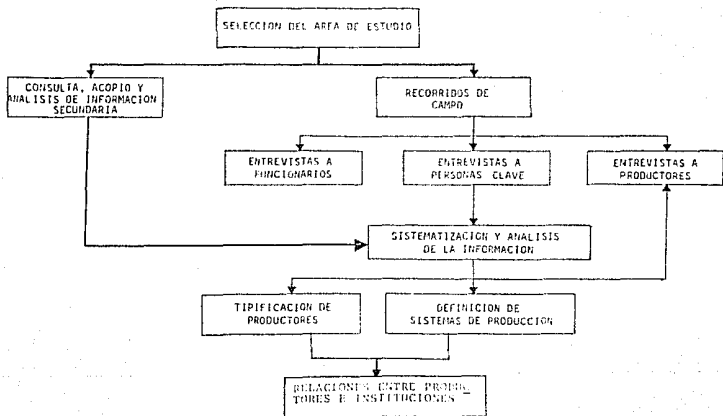 SELECCION DEL AREA DE ESTUDIO
CONSULTA, ACOPIO Y
ANALISIS DE INFORMACION
SECUNDARIA
RECORRIDOS DE
CAMPO
ENTREVISTAS A
FUNCIONARIOS
ENTREVISTAS A
PERSONAS CLAVE
ENTREVISTAS A
PRODUCTORES
SISTEMATIZACION Y ANALISIS
DE LA INFORMACION
TIPIFICACION DE
PRODUCTORES
DEFINICION DE
SISTEMAS DE PRODUCCION
RELACIONES ENTRE PRODUC_
TORES E INSTITUCIONES